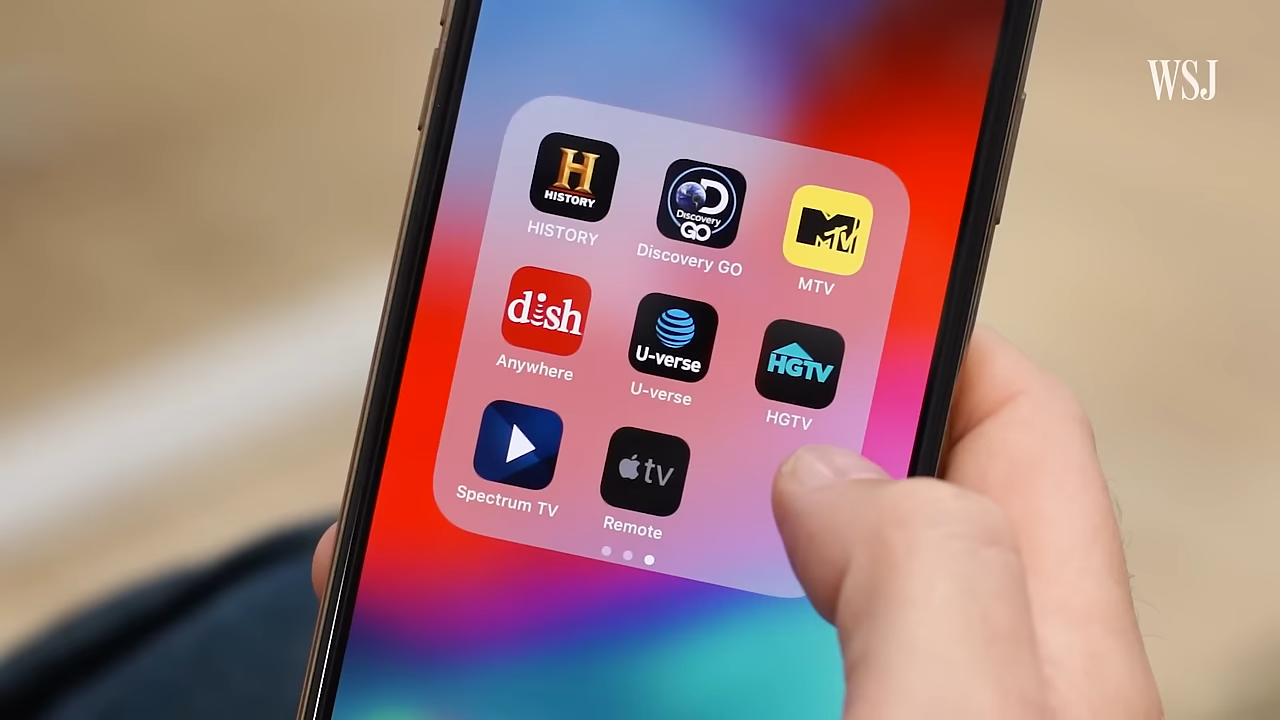 WSJ
H
HISTORY
HISTORY
Discovery
GO
Discovery GO
MTV
MTV
dish
Anywhere
U-verse
U-verse
HGTV
HGTV
Spectrum TV
tv
Remote